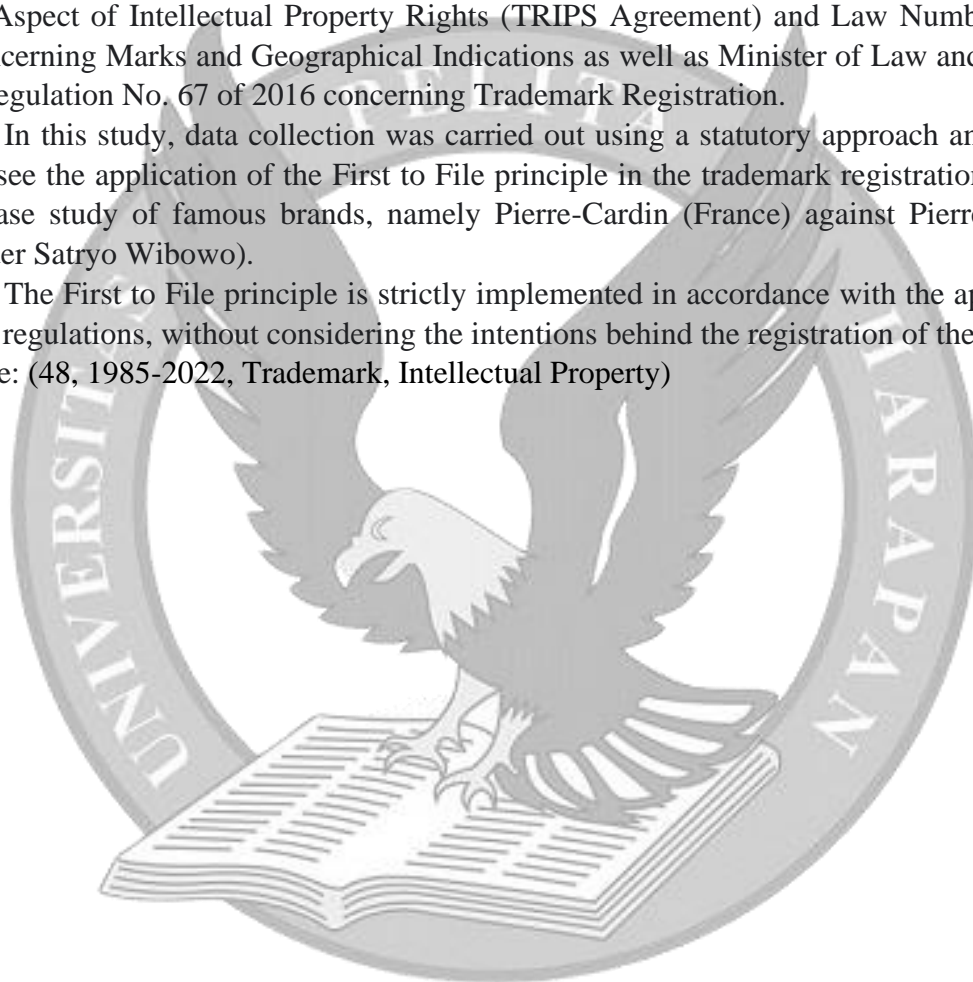 Aspect of Intellectual Property Rights (TRIPS Agreement) and Law Numb
cerning Marks and Geographical Indications as well as Minister of Law and
egulation No. 67 of 2016 concerning Trademark Registration.
In this study, data collection was carried out using a statutory approach an
see the application of the First to File principle in the trademark registration
ase study of famous brands, namely Pierre-Cardin (France) against Pierre
er Satryo Wibowo).
The First to File principle is strictly implemented in accordance with the ap
regulations, without considering the intentions behind the registration of the
e: (48, 1985-2022, Trademark, Intellectual Property)
UNIVERSITAS PELITA HARAPAN